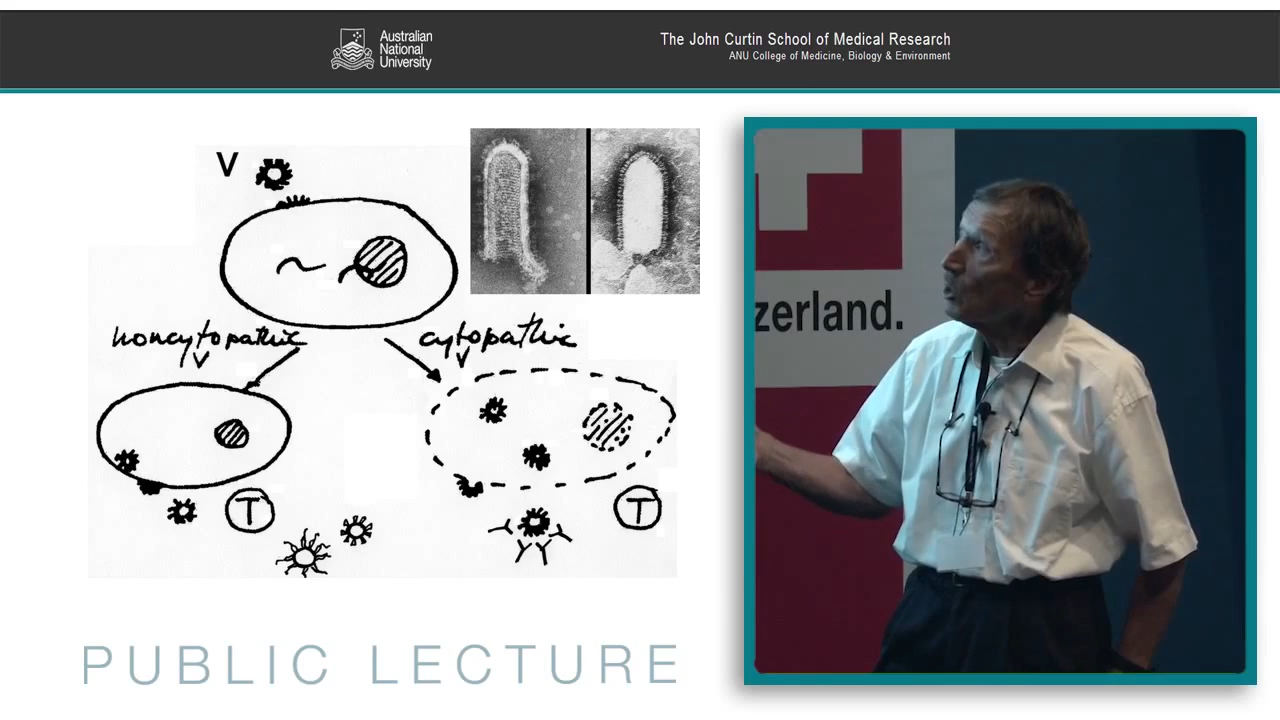 Australian
National
University
The John Curtin School of Medical Research
ANU College of Medicine, Biology & Environment
V
noncytopathic
V
cytopathic
V
T
T
zerland.
PUBLIC LECTURE